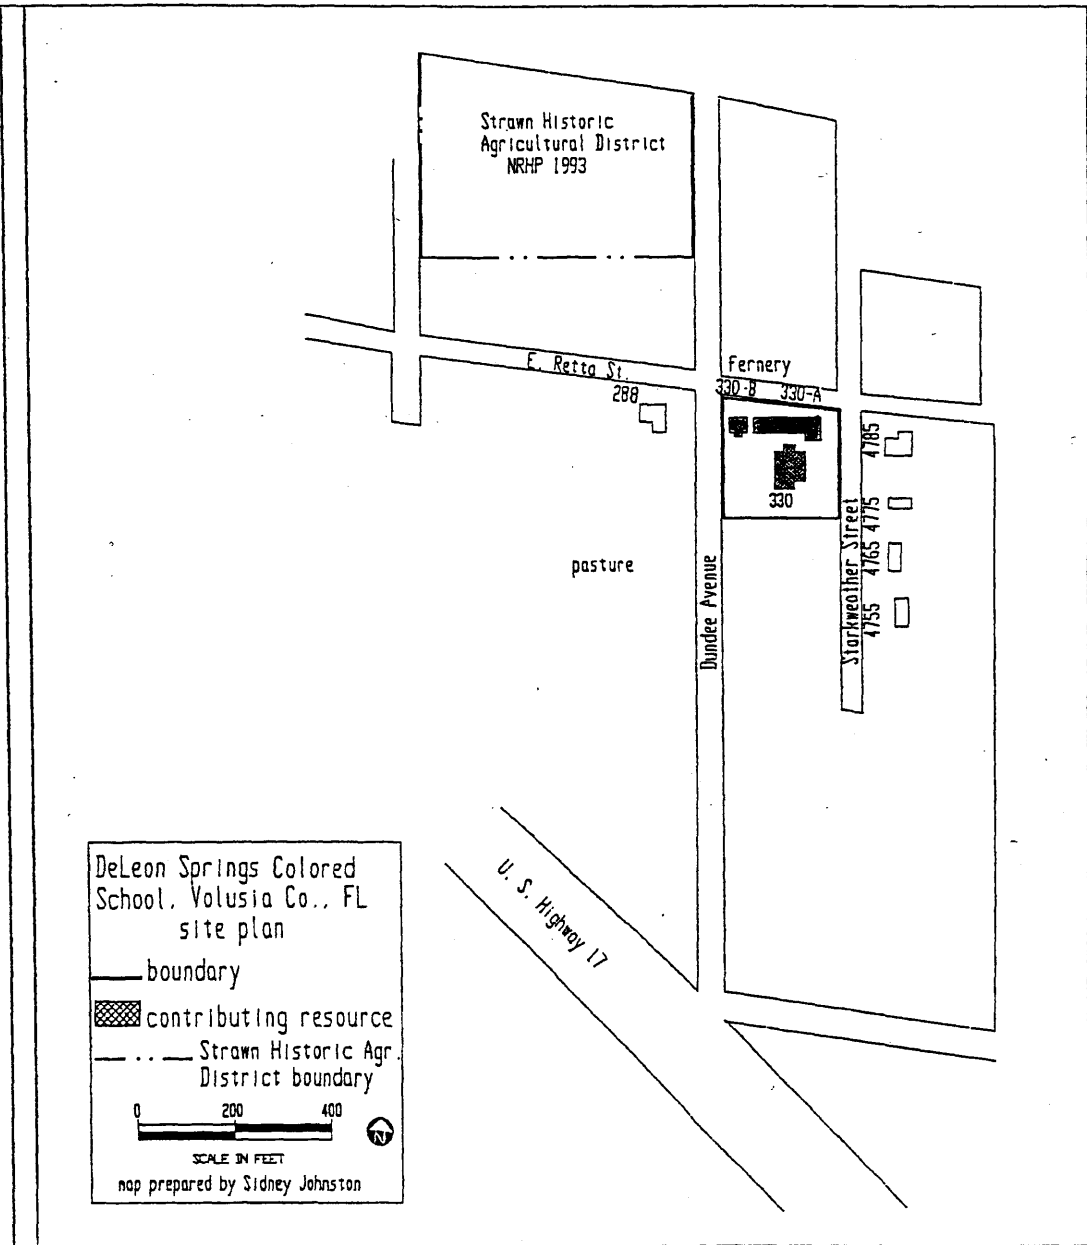 Strawn Historic
Agricultural District
NRHP 1993
E. Retta St.
288
Fernery
330-B 330-A
330
4785
4775
4765
4755
Starkweather Street
pasture
Dundee Avenue
U. S. Highway 17
DeLeon Springs Colored
School, Volusia Co., FL
site plan
boundary
contributing resource
Strawn Historic Agr.
District boundary
0 200 400
N
SCALE IN FEET
map prepared by Sidney Johnston